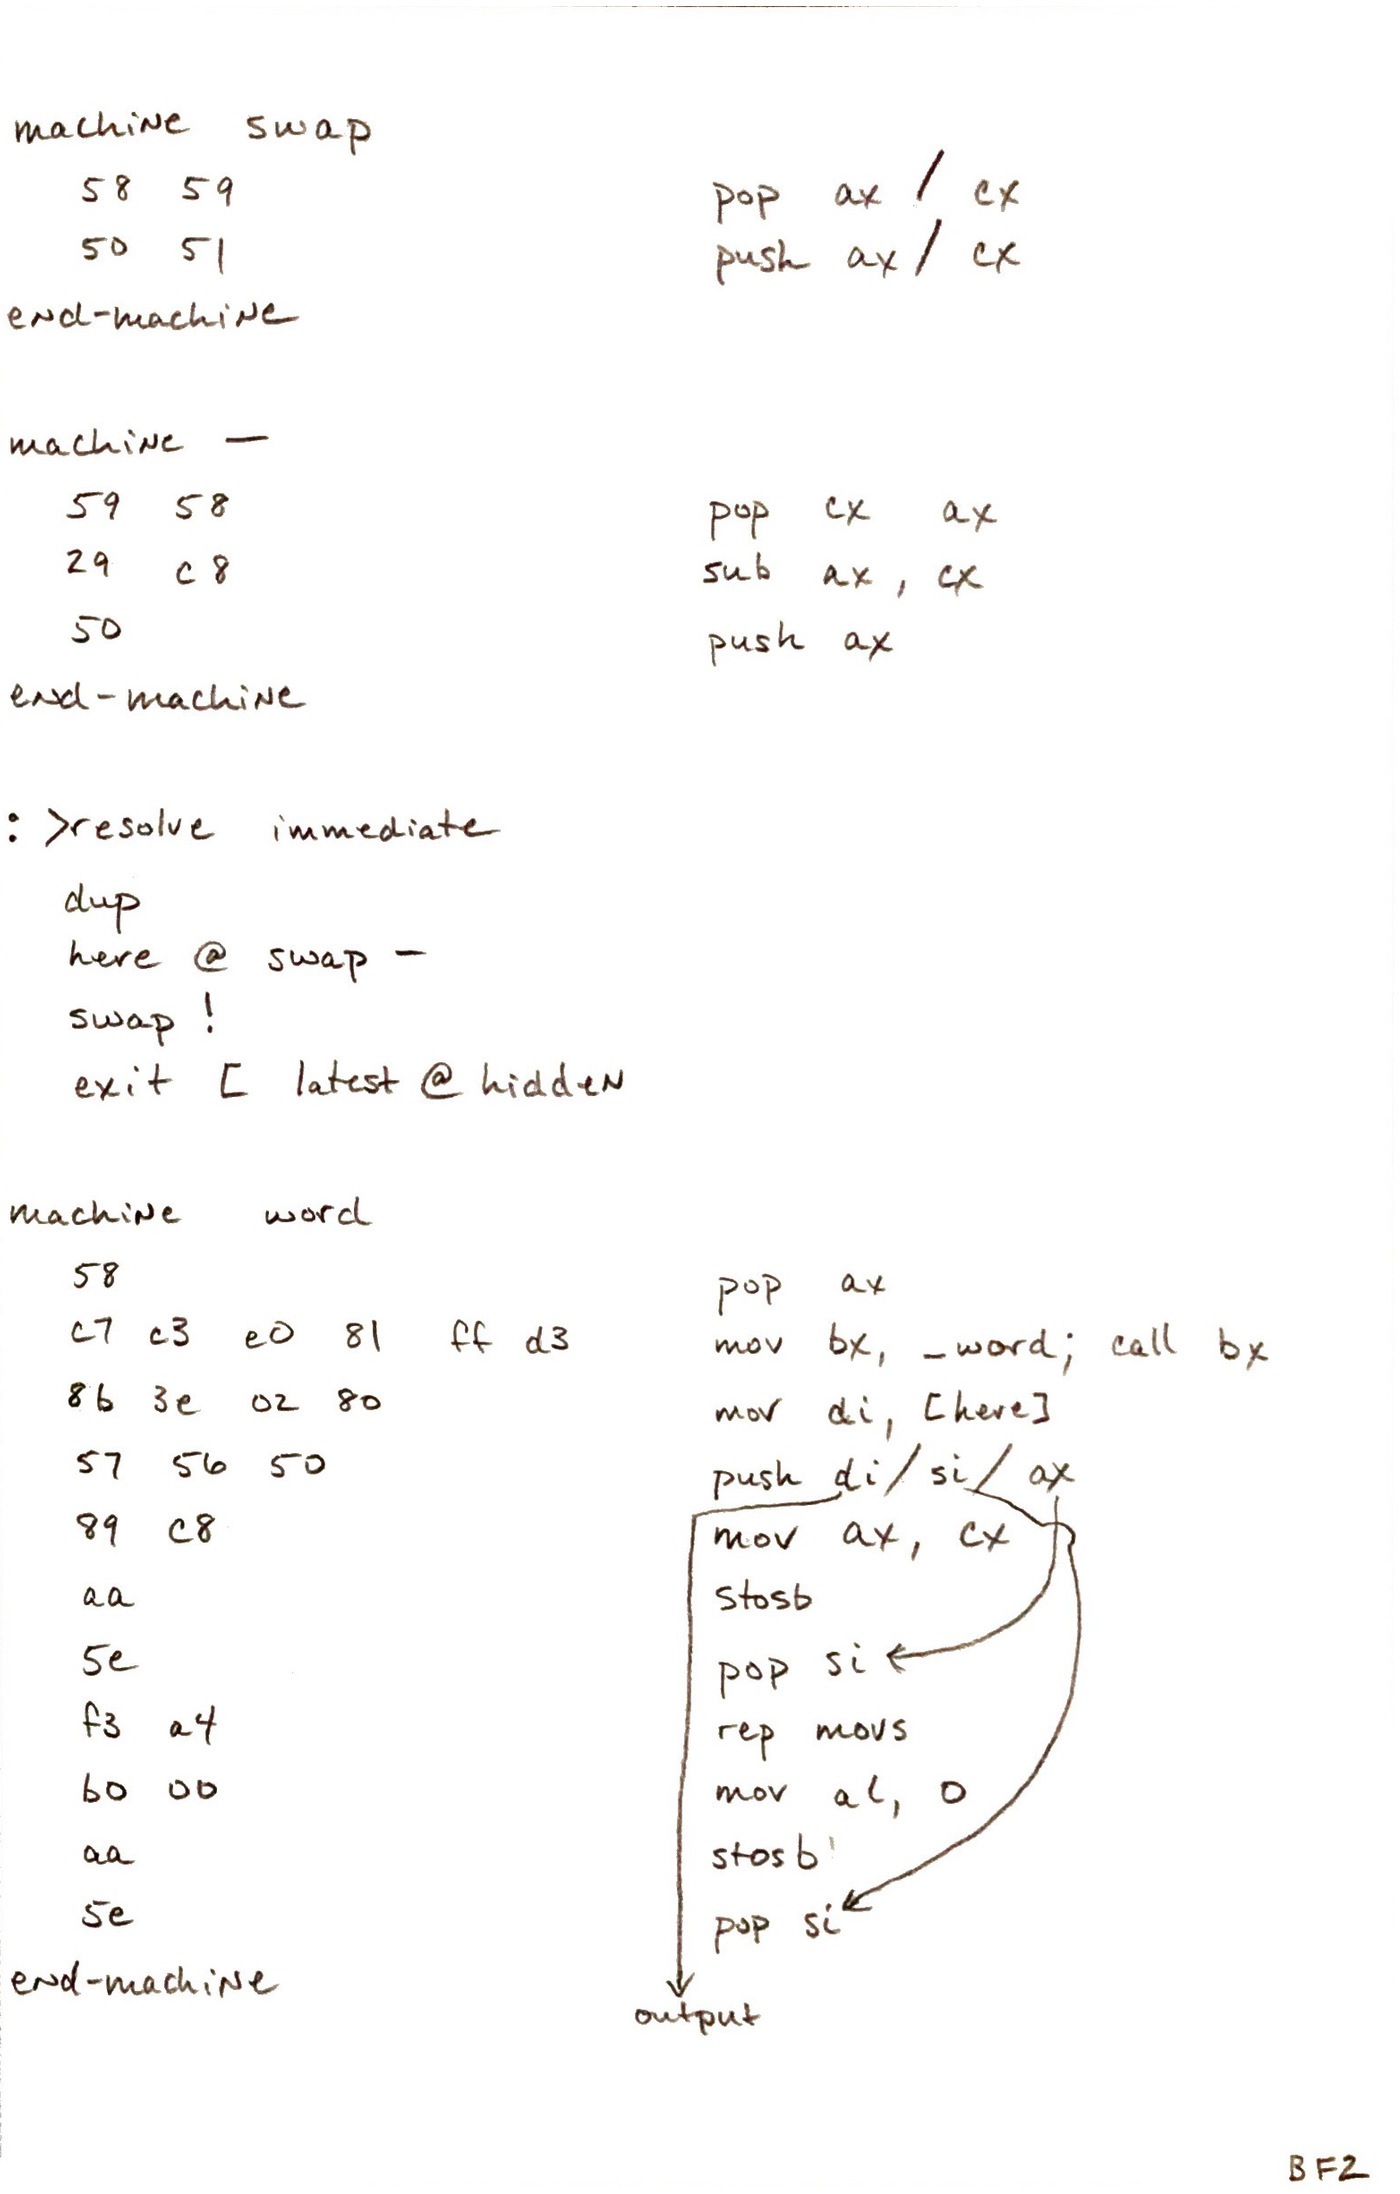 machine swap
58 59 pop ax / cx
50 51 push ax / cx
end-machine
machine —
59 58 pop cx ax
29 c8 sub ax, cx
50 push ax
end-machine
: >resolve immediate
dup
here @ swap -
swap !
exit [ latest @ hidden
machine word
58 pop ax
c7 c3 e0 81 ff d3 mov bx, _word; call bx
8b 3e 02 80 mov di, [here]
57 56 50 push di/si/ax
89 c8 mov ax, cx
aa stosb
5e pop si
f3 a4 rep movs
b0 00 mov al, 0
aa stosb
5e pop si
end-machine
output
BF2